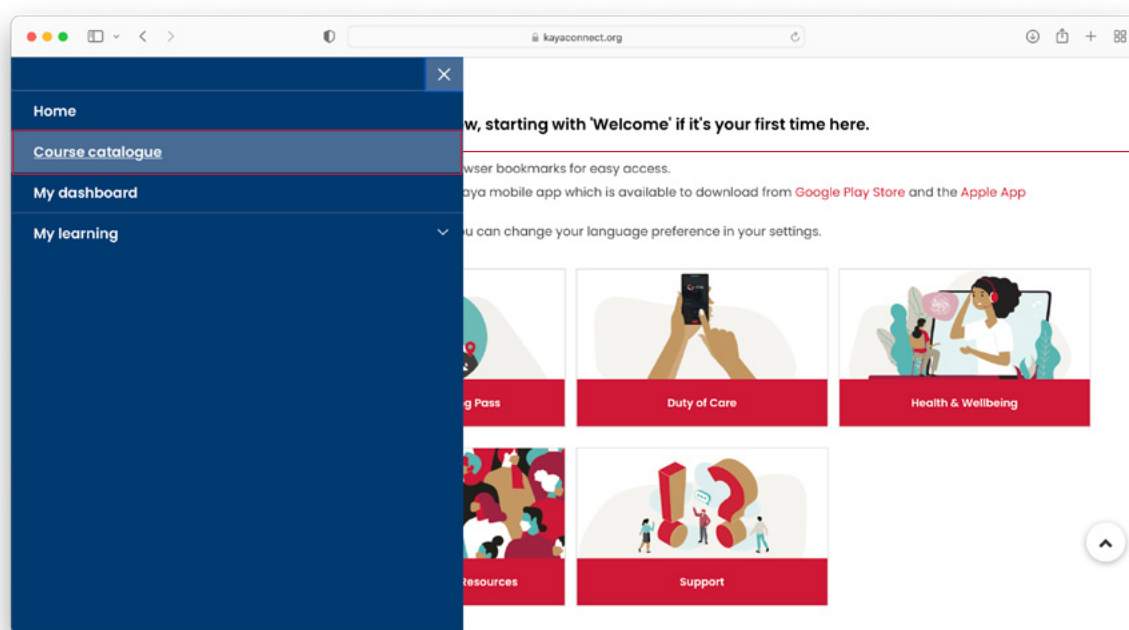 kayaconnect.org
Home
Course catalogue
My dashboard
My learning
w, starting with 'Welcome' if it's your first time here.
wser bookmarks for easy access.
aya mobile app which is available to download from Google Play Store and the Apple App
u can change your language preference in your settings.
g Pass
Duty of Care
Health & Wellbeing
Resources
Support